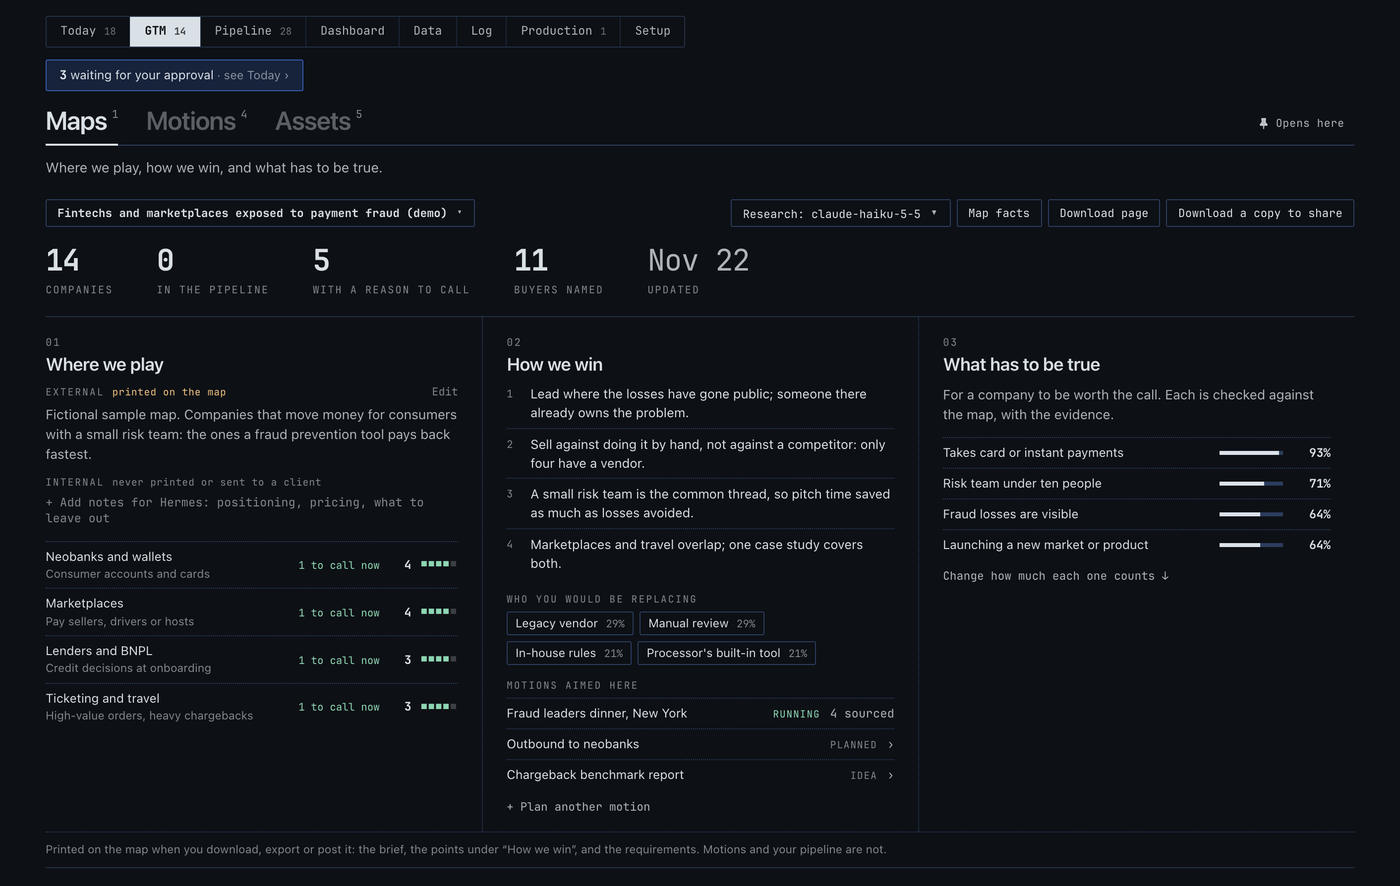 Today 18 GTM 14 Pipeline 28 Dashboard Data Log Production 1 Setup
3 waiting for your approval · see Today ›
Maps 1 Motions 4 Assets 5
Opens here
Where we play, how we win, and what has to be true.
Fintechs and marketplaces exposed to payment fraud (demo)
Research: claude-haiku-5-5
Map facts
Download page
Download a copy to share
14 0 5 11 Nov 22
COMPANIES IN THE PIPELINE WITH A REASON TO CALL BUYERS NAMED UPDATED
01
Where we play
EXTERNAL printed on the map Edit
Fictional sample map. Companies that move money for consumers
with a small risk team: the ones a fraud prevention tool pays back
fastest.
INTERNAL never printed or sent to a client
+ Add notes for Hermes: positioning, pricing, what to
leave out
Neobanks and wallets
Consumer accounts and cards
1 to call now 4
Marketplaces
Pay sellers, drivers or hosts
1 to call now 4
Lenders and BNPL
Credit decisions at onboarding
1 to call now 3
Ticketing and travel
High-value orders, heavy chargebacks
1 to call now 3
02
How we win
1 Lead where the losses have gone public; someone there
already owns the problem.
2 Sell against doing it by hand, not against a competitor: only
four have a vendor.
3 A small risk team is the common thread, so pitch time saved
as much as losses avoided.
4 Marketplaces and travel overlap; one case study covers
both.
WHO YOU WOULD BE REPLACING
Legacy vendor 29% Manual review 29%
In-house rules 21% Processor's built-in tool 21%
MOTIONS AIMED HERE
Fraud leaders dinner, New York RUNNING 4 sourced
Outbound to neobanks PLANNED ›
Chargeback benchmark report IDEA ›
+ Plan another motion
03
What has to be true
For a company to be worth the call. Each is checked against
the map, with the evidence.
Takes card or instant payments 93%
Risk team under ten people 71%
Fraud losses are visible 64%
Launching a new market or product 64%
Change how much each one counts ↓
Printed on the map when you download, export or post it: the brief, the points under “How we win”, and the requirements. Motions and your pipeline are not.